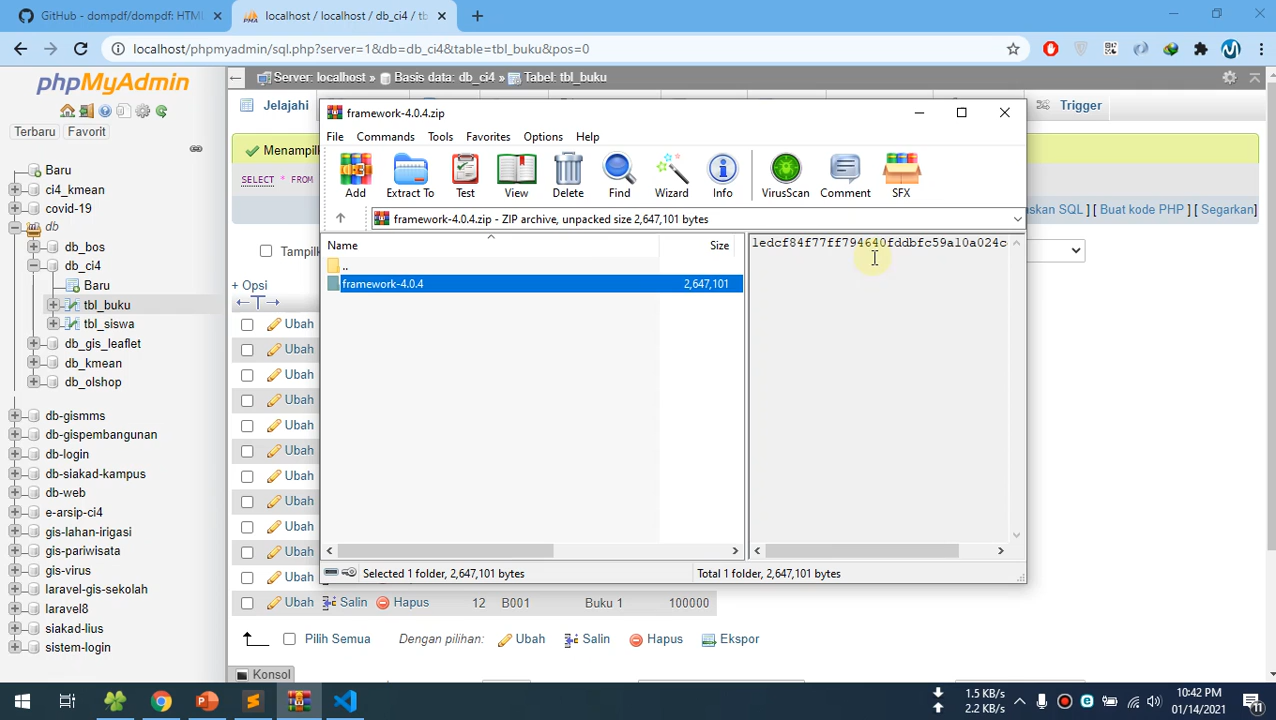 GitHub - dompdf/dompdf: HTM
localhost / localhost / db_ci4 / tb
localhost/phpmyadmin/sql.php?server=1&db=db_ci4&table=tbl_buku&pos=0
phpMyAdmin
Terbaru
Favorit
Baru
ci4_kmean
covid-19
db
db_bos
db_ci4
Baru
tbl_buku
tbl_siswa
db_gis_leaflet
db_kmean
db_olshop
db-gismms
db-gispembangunan
db-login
db-siakad-kampus
db-web
e-arsip-ci4
gis-lahan-irigasi
gis-pariwisata
gis-virus
laravel-gis-sekolah
laravel8
siakad-lius
sistem-login
Server: localhost » Basis data: db_ci4 » Tabel: tbl_buku
Jelajahi
Trigger
Menampil
SELECT * FROM
skan SQL ] [ Buat kode PHP ] [ Segarkan]
Tampilk
+ Opsi
Ubah
Ubah
Ubah
Ubah
Ubah
Ubah
Ubah
Ubah
Ubah
Ubah
Ubah
Ubah Salin Hapus 12 B001 Buku 1 100000
Pilih Semua Dengan pilihan: Ubah Salin Hapus Ekspor
Konsol
framework-4.0.4.zip
File Commands Tools Favorites Options Help
Add Extract To Test View Delete Find Wizard Info VirusScan Comment SFX
framework-4.0.4.zip - ZIP archive, unpacked size 2,647,101 bytes
Name Size
..
framework-4.0.4 2,647,101
1edcf84f77ff794640fddbfc59a10a024c
Selected 1 folder, 2,647,101 bytes
Total 1 folder, 2,647,101 bytes
1.5 KB/s
2.2 KB/s
10:42 PM
01/14/2021